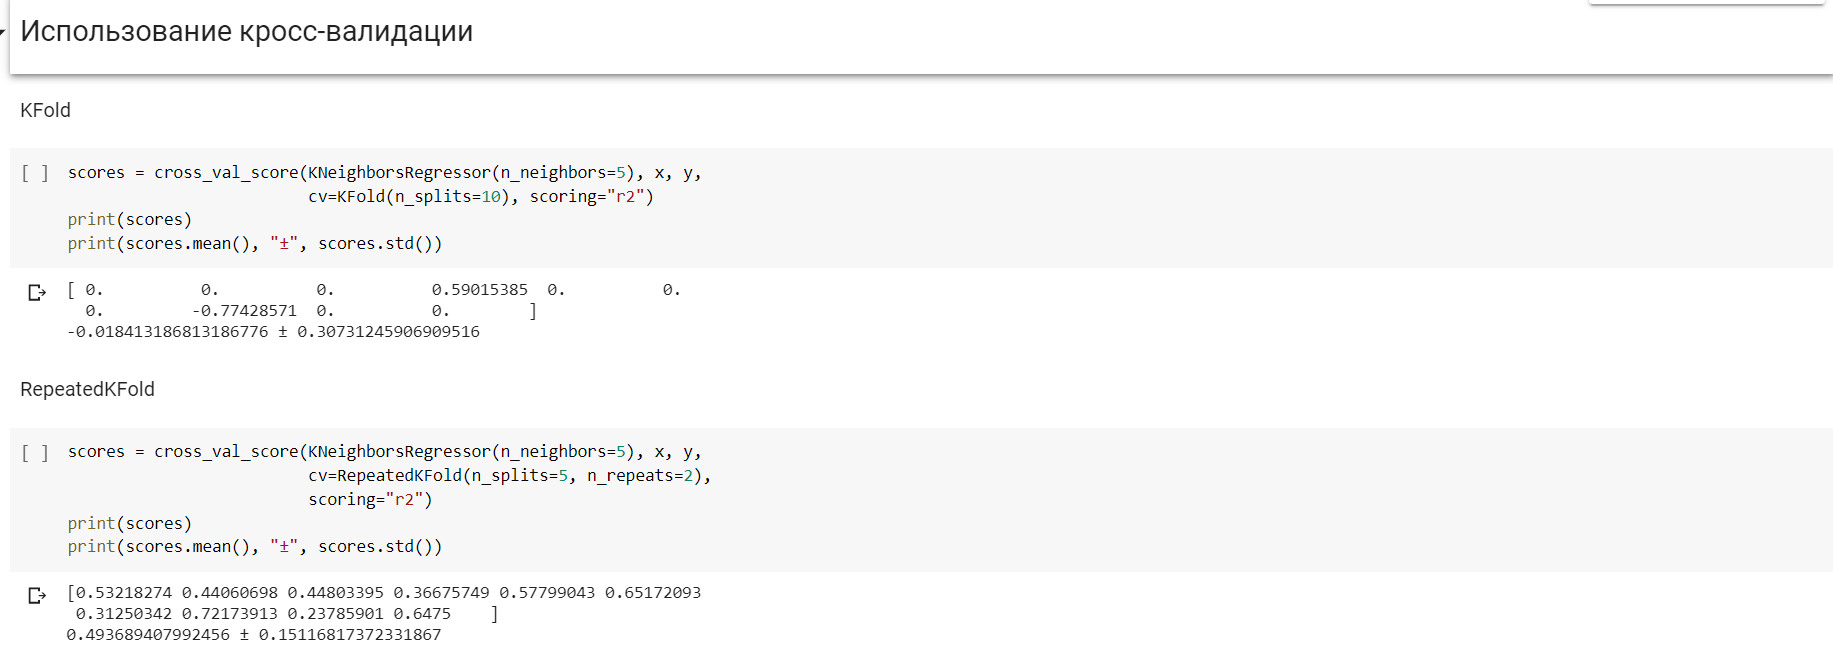 Использование кросс-валидации
KFold
[ ] scores = cross_val_score(KNeighborsRegressor(n_neighbors=5), x, y,
cv=KFold(n_splits=10), scoring="r2")
print(scores)
print(scores.mean(), "±", scores.std())
[ 0. 0. 0. 0.59015385 0. 0.
0. -0.77428571 0. 0. ]
-0.018413186813186776 ± 0.30731245906909516
RepeatedKFold
[ ] scores = cross_val_score(KNeighborsRegressor(n_neighbors=5), x, y,
cv=RepeatedKFold(n_splits=5, n_repeats=2),
scoring="r2")
print(scores)
print(scores.mean(), "±", scores.std())
[0.53218274 0.44060698 0.44803395 0.36675749 0.57799043 0.65172093
0.31250342 0.72173913 0.23785901 0.6475 ]
0.493689407992456 ± 0.15116817372331867